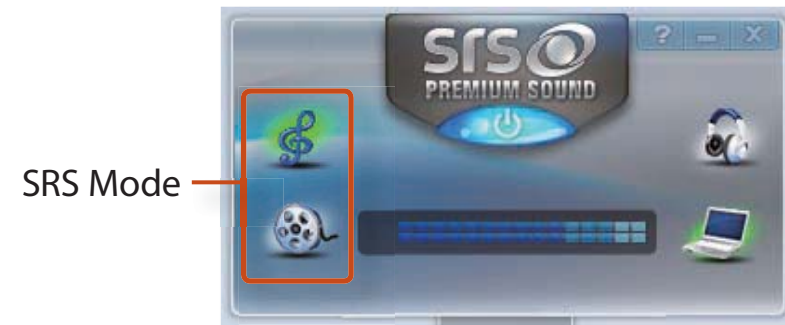 SRS
PREMIUM SOUND
? — X
SRS Mode